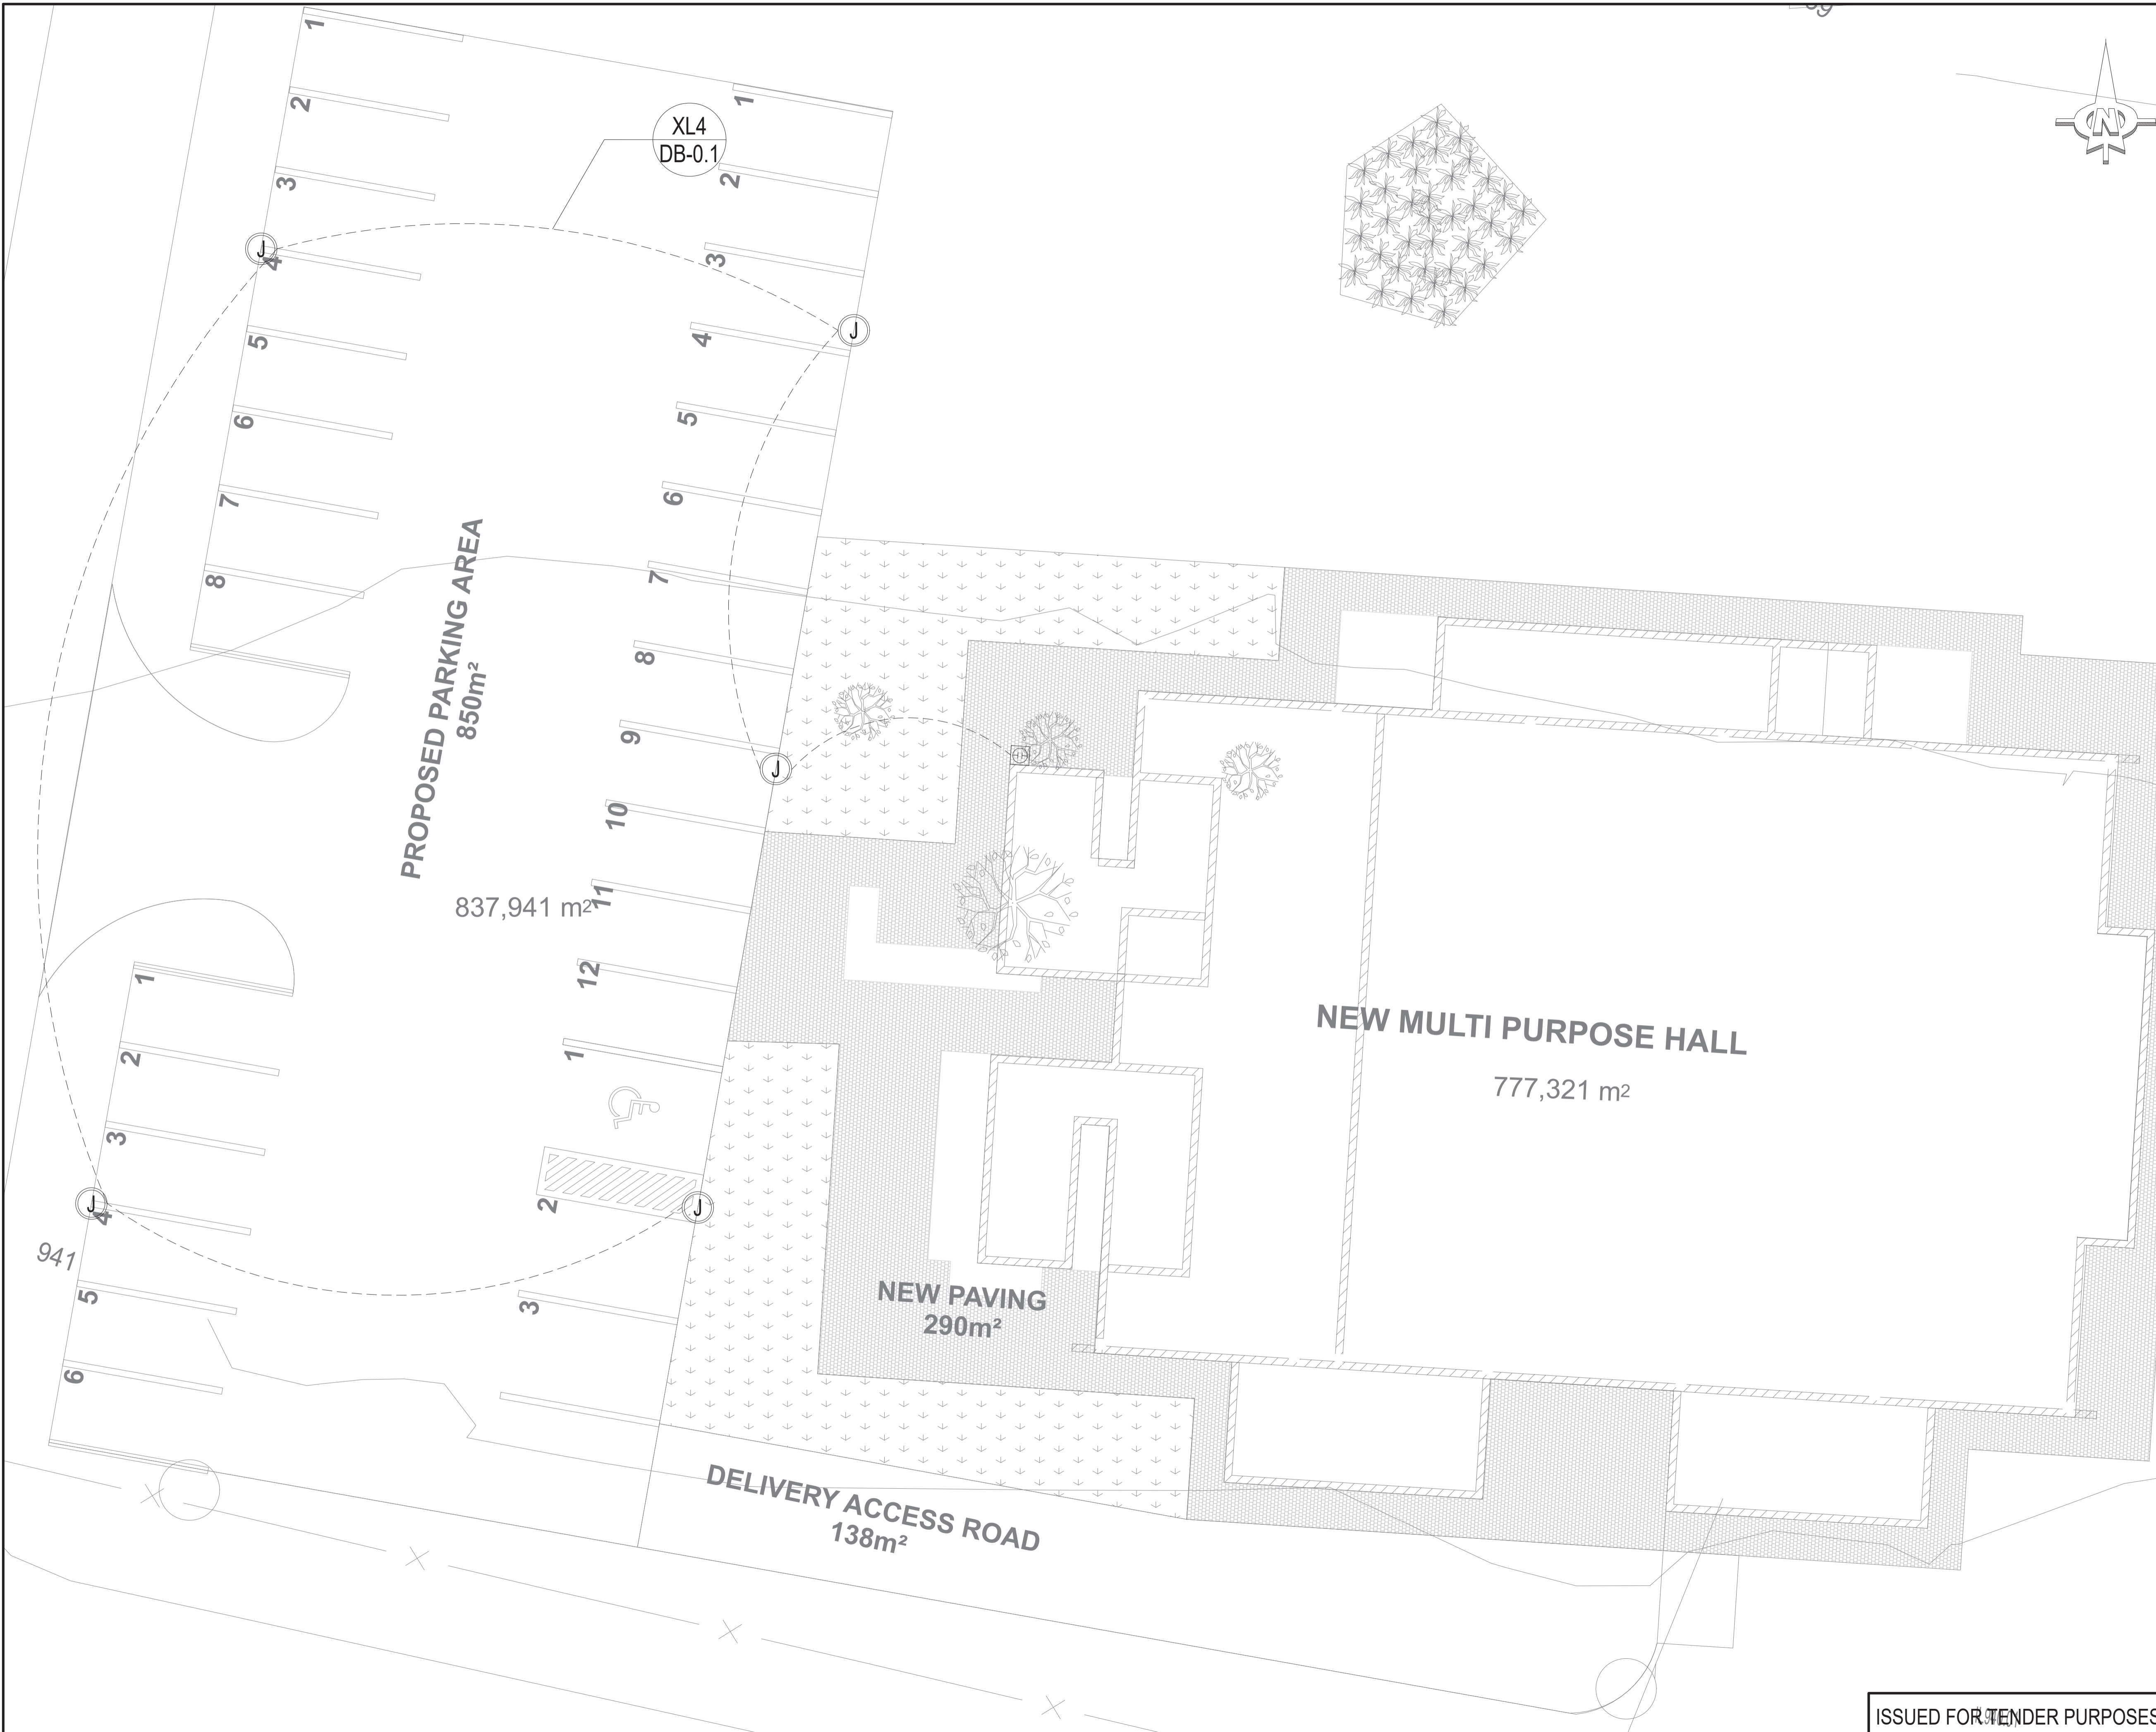 N
XL4
DB-0.1
1
2
3
4
5
6
7
8
1
2
3
4
5
6
7
8
9
10
11
12
1
2
3
1
2
3
4
5
6
J
J
J
J
J
PROPOSED PARKING AREA
850m²
837,941 m²
941
NEW MULTI PURPOSE HALL
777,321 m²
NEW PAVING
290m²
DELIVERY ACCESS ROAD
138m²
ISSUED FOR TENDER PURPOSES